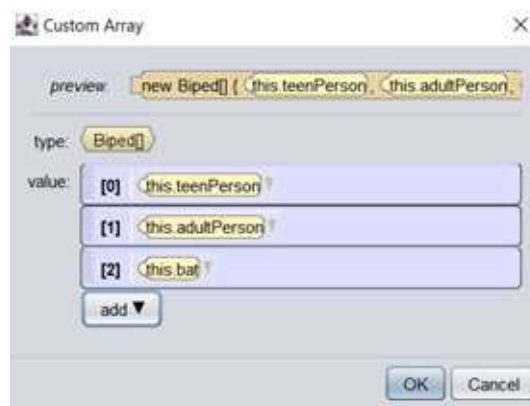 Custom Array
preview: new Biped[] { this.teenPerson, this.adultPerson,
type: Biped[]
value: [0] this.teenPerson
[1] this.adultPerson
[2] this.bat
add ▼
OK Cancel